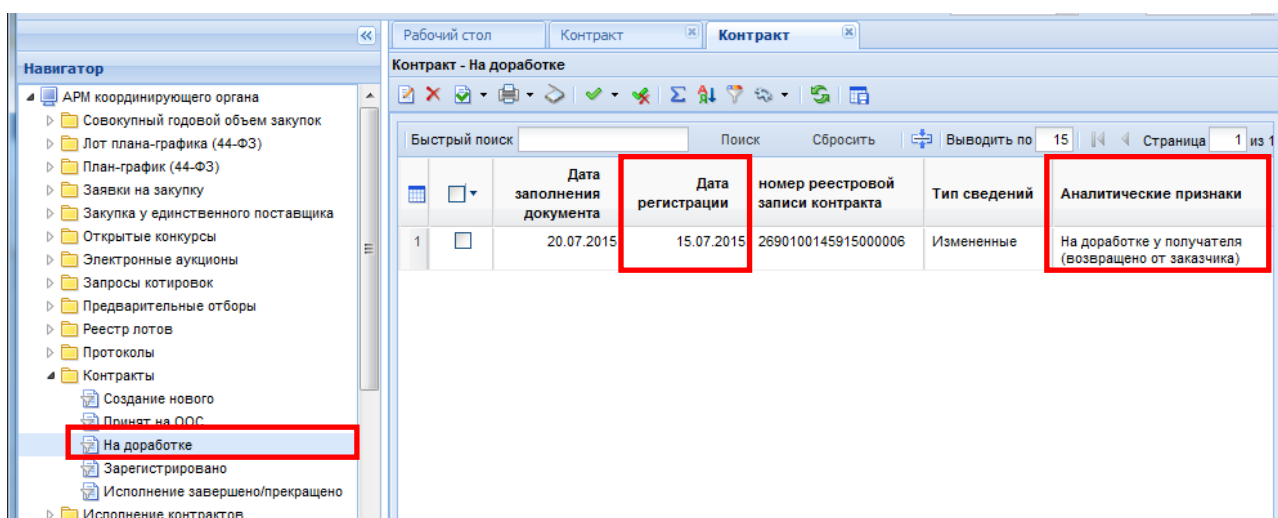 Рабочий стол Контракт Контракт
Навигатор
Контракт - На доработке
АРМ координирующего органа
Совокупный годовой объем закупок
Лот плана-графика (44-ФЗ)
План-график (44-ФЗ)
Заявки на закупку
Закупка у единственного поставщика
Открытые конкурсы
Электронные аукционы
Запросы котировок
Предварительные отборы
Реестр лотов
Протоколы
Контракты
Создание нового
Принят на ООС
На доработке
Зарегистрировано
Исполнение завершено/прекращено
Исполнение контрактов
Быстрый поиск Поиск Сбросить Выводить по 15 Страница 1 из 1
Дата
заполнения
документа
Дата
регистрации
номер реестровой
записи контракта
Тип сведений
Аналитические признаки
1 20.07.2015 15.07.2015 2690100145915000006 Измененные На доработке у получателя
(возвращено от заказчика)